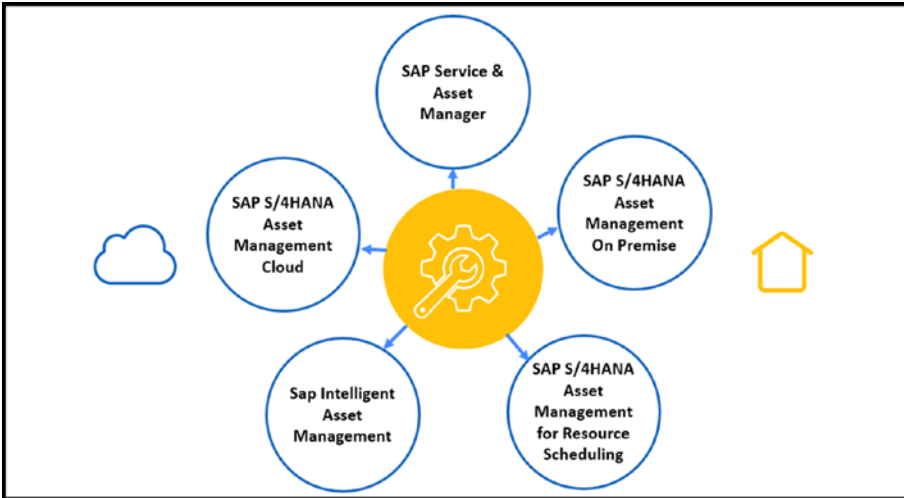 SAP Service &
Asset
Manager
SAP S/4HANA
Asset
Management
Cloud
SAP S/4HANA
Asset
Management
On Premise
Sap Intelligent
Asset
Management
SAP S/4HANA
Asset
Management
for Resource
Scheduling